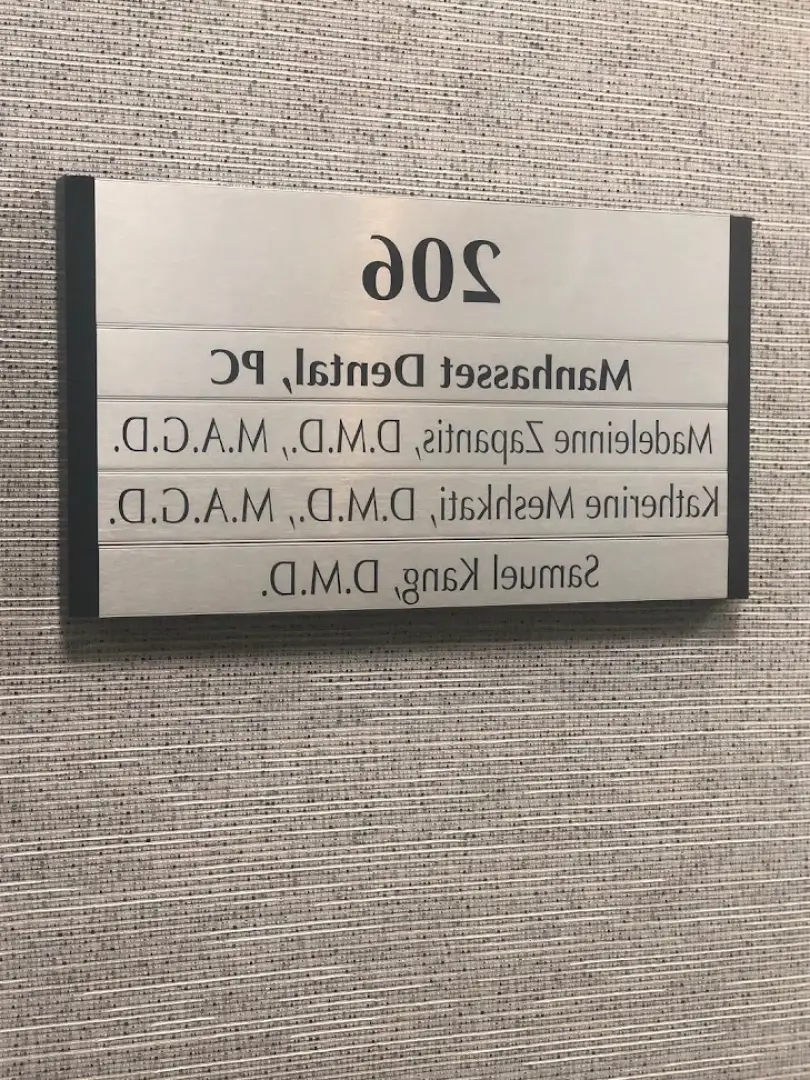 206
Manhasset Dental, PC
Madeleinne Zapantis, D.M.D., M.A.G.D.
Katherine Meshkati, D.M.D., M.A.G.D.
Samuel Kang, D.M.D.